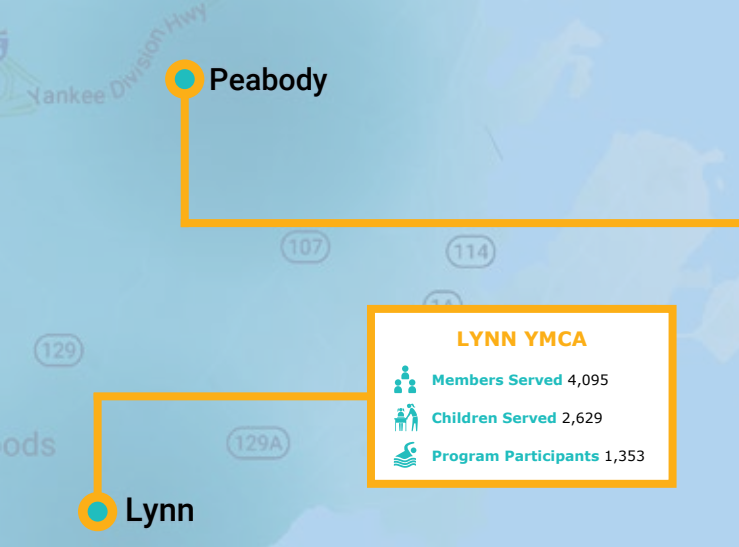 Yankee Division Hwy
Peabody
107
114
1A
LYNN YMCA
129
Members Served 4,095
Children Served 2,629
129A
Program Participants 1,353
Lynn